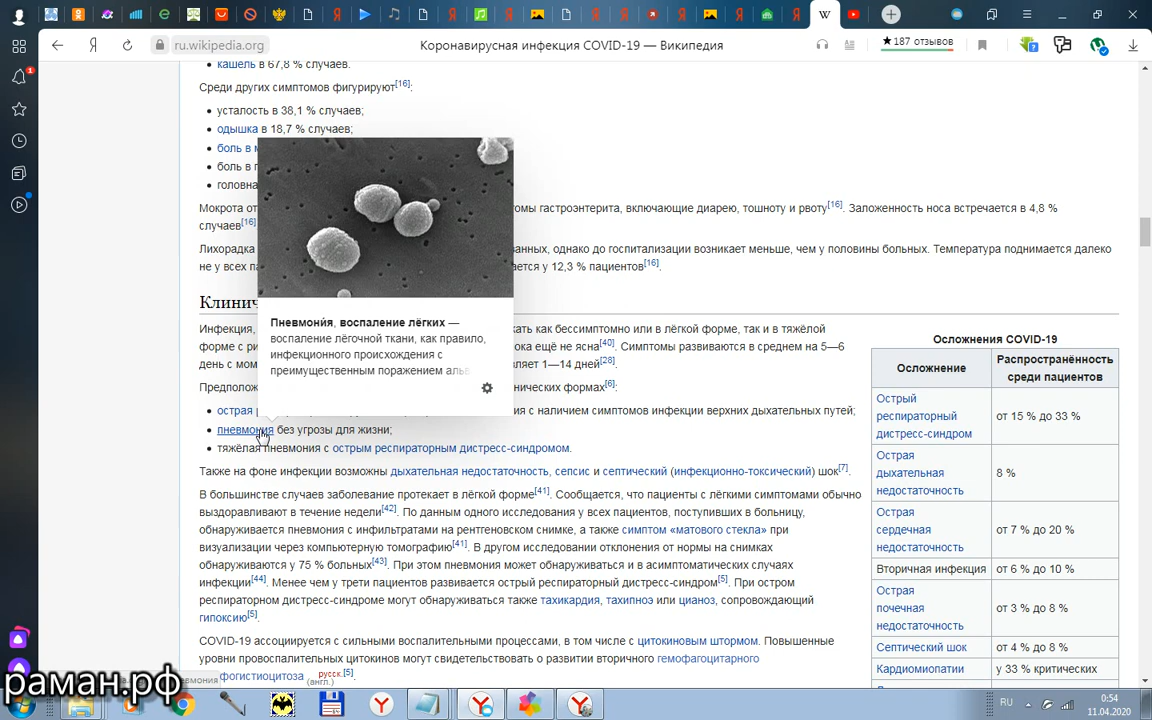 ru.wikipedia.org
Коронавирусная инфекция COVID-19 — Википедия
★187 отзывов
кашель в 67,8 % случаев.
Среди других симптомов фигурируют[16]:
усталость в 38,1 % случаев;
одышка в 18,7 % случаев;
боль в
боль в
голов
Мокрота от
томы гастроэнтерита, включающие диарею, тошноту и рвоту[16]. Заложенность носа встречается в 4,8 %
случаев[16]
Лихорадка
ванных, однако до госпитализации возникает меньше, чем у половины больных. Температура поднимается далеко
не у всех па
ается у 12,3 % пациентов[16].
Клинич
Инфекция,
кать как бессимптомно или в лёгкой форме, так и в тяжёлой
форме с ри
ока ещё не ясна[40]. Симптомы развиваются в среднем на 5—6
день с мом
вляет 1—14 дней[28].
Предполож
нических формах[6]:
острая р
ия с наличием симптомов инфекции верхних дыхательных путей;
пневмония без угрозы для жизни;
тяжёлая пневмония с острым респираторным дистресс-синдромом.
Также на фоне инфекции возможны дыхательная недостаточность, сепсис и септический (инфекционно-токсический) шок[7].
В большинстве случаев заболевание протекает в лёгкой форме[41]. Сообщается, что пациенты с лёгкими симптомами обычно
выздоравливают в течение недели[42]. По данным одного исследования у всех пациентов, поступивших в больницу,
обнаруживается пневмония с инфильтратами на рентгеновском снимке, а также симптом «матового стекла» при
визуализации через компьютерную томографию[41]. В другом исследовании отклонения от нормы на снимках
обнаруживаются у 75 % больных[43]. При этом пневмония может обнаруживаться и в асимптоматических случаях
инфекции[44]. Менее чем у трети пациентов развивается острый респираторный дистресс-синдром[5]. При остром
респираторном дистресс-синдроме могут обнаруживаться также тахикардия, тахипноэ или цианоз, сопровождающий
гипоксию[5].
COVID-19 ассоциируется с сильными воспалительными процессами, в том числе с цитокиновым штормом. Повышенные
уровни провоспалительных цитокинов могут свидетельствовать о развитии вторичного гемофагоцитарного
фогистиоцитоза русск.(англ.)[5]
Пневмони́я, воспаление лёгких —
воспаление лёгочной ткани, как правило,
инфекционного происхождения с
преимущественным поражением аль
Осложнения COVID-19
Осложнение
Распространённость
среди пациентов
Острый
респираторный
дистресс-синдром
от 15 % до 33 %
Острая
дыхательная
недостаточность
8 %
Острая
сердечная
недостаточность
от 7 % до 20 %
Вторичная инфекция
от 6 % до 10 %
Острая
почечная
недостаточность
от 3 % до 8 %
Септический шок
от 4 % до 8 %
Кардиомиопатии
у 33 % критических
раман.рф
RU
0:54
11.04.2020